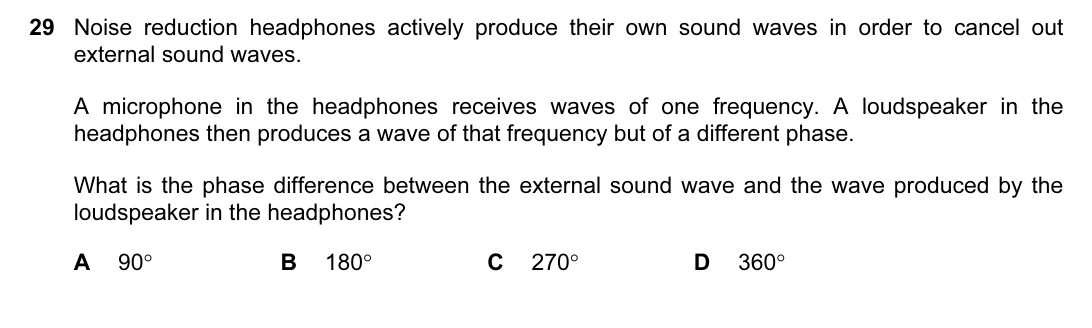 29 Noise reduction headphones actively produce their own sound waves in order to cancel out
external sound waves.
A microphone in the headphones receives waves of one frequency. A loudspeaker in the
headphones then produces a wave of that frequency but of a different phase.
What is the phase difference between the external sound wave and the wave produced by the
loudspeaker in the headphones?
A 90° B 180° C 270° D 360°